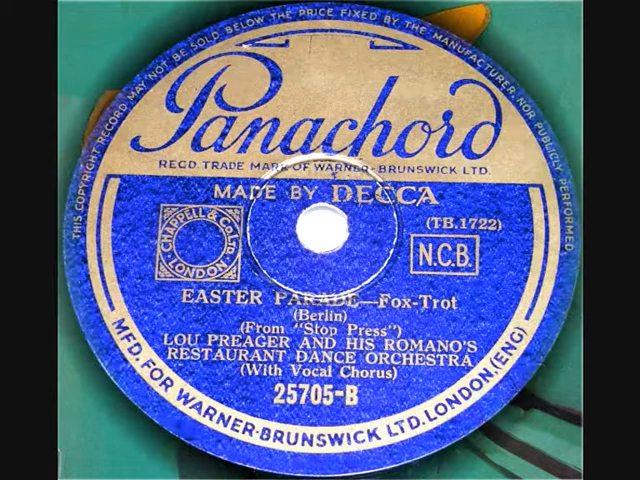 THIS COPYRIGHT RECORD MAY NOT BE SOLD BELOW THE PRICE FIXED BY THE MANUFACTURER, NOR PUBLICLY PERFORMED
Panachord
REGD. TRADE MARK OF WARNER-BRUNSWICK LTD.
MADE BY DECCA
(TB.1722)
CHAPPELL & CO LTD
LONDON
N.C.B.
EASTER PARADE—Fox-Trot
(Berlin)
(From "Stop Press")
LOU PREAGER AND HIS ROMANO'S
RESTAURANT DANCE ORCHESTRA
(With Vocal Chorus)
25705-B
MFD. FOR WARNER-BRUNSWICK LTD. LONDON. (ENG)